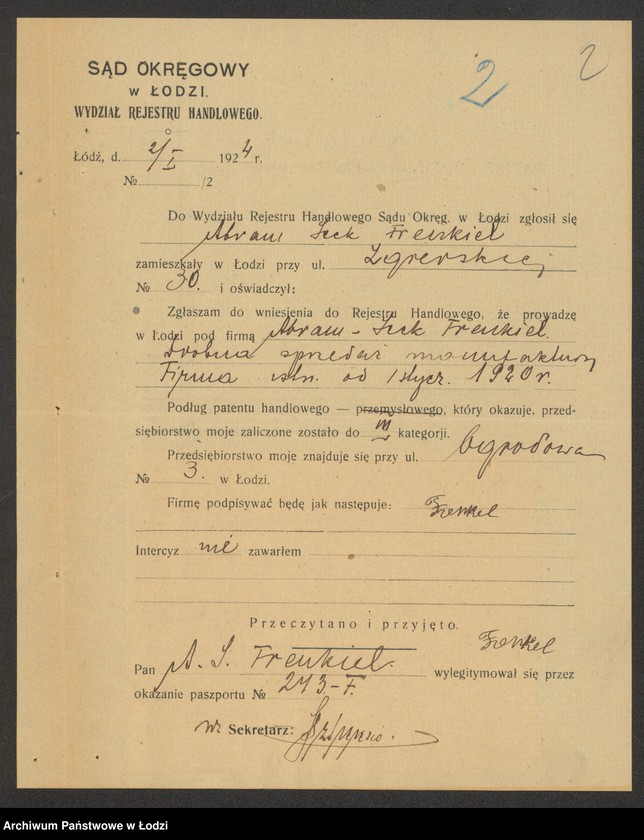 2
2
SĄD OKRĘGOWY
w ŁODZI.
WYDZIAŁ REJESTRU HANDLOWEGO.
Łódź, d. 2/I 1924 r.
№ /2
Do Wydziału Rejestru Handlowego Sądu Okręg. w Łodzi zgłosił się
Abram Icek Frenkiel
zamieszkały w Łodzi przy ul. Zgierskiej
№ 30. i oświadczył:
Zgłaszam do wniesienia do Rejestru Handlowego, że prowadzę
w Łodzi pod firmą Abram-Icek Frenkiel.
Drobna sprzedaż manufaktury
Firma istn. od 1 stycz. 1920 r.
Podług patentu handlowego — przemysłowego, który okazuje, przed-
siębiorstwo moje zaliczone zostało do III kategorji.
Przedsiębiorstwo moje znajduje się przy ul. Ogrodowa
№ 3. w Łodzi.
Firmę podpisywać będę jak następuje: Frenkel
Intercyz nie zawarłem
Przeczytano i przyjęto.
Frenkel
Pan A. I. Frenkiel. wylegitymował się przez
okazanie paszportu № 273-F.
wz Sekretarz:
Archiwum Państwowe w Łodzi